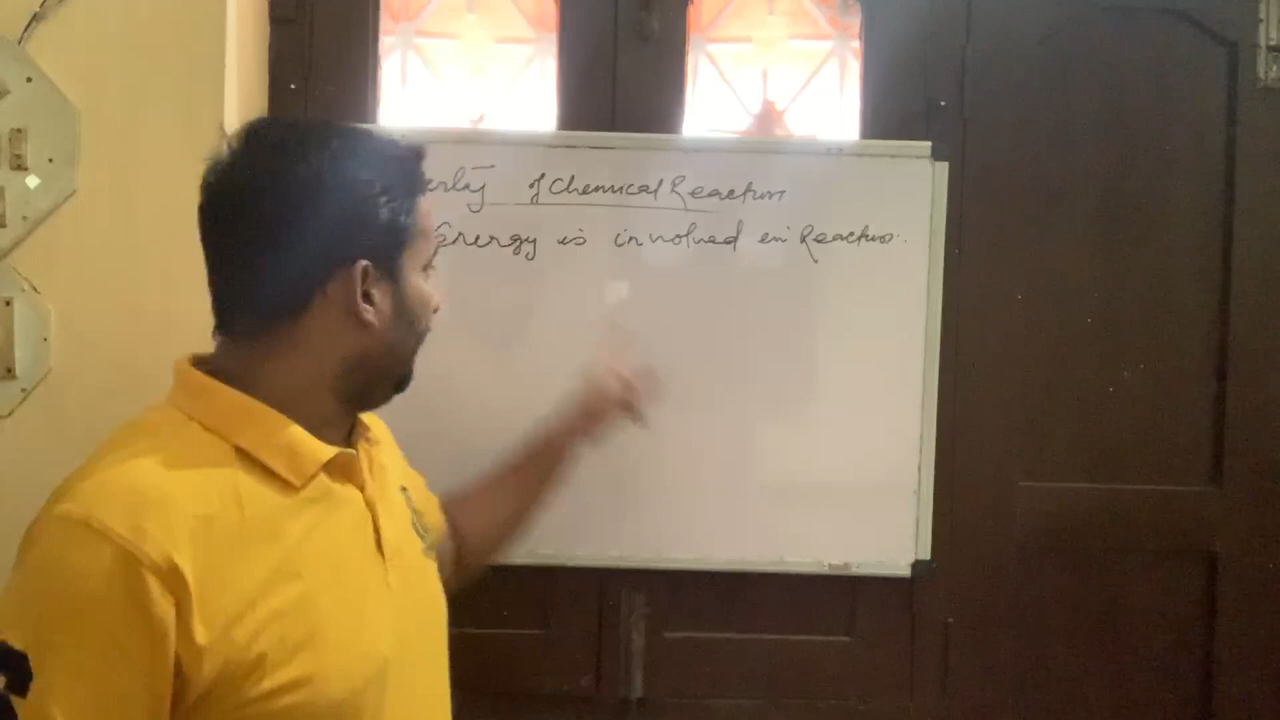 of Chemical Reaction
Energy is involved in Reaction.